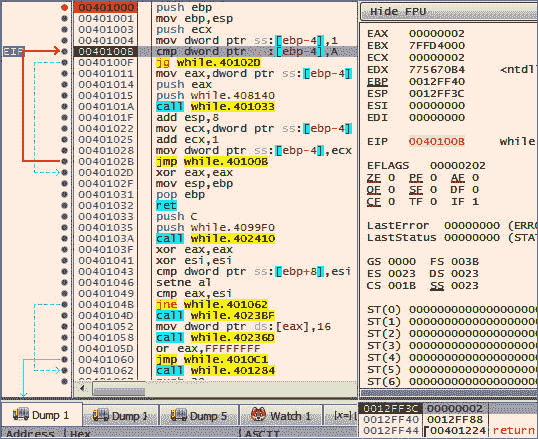 00401000 push ebp
Hide FPU
00401001 mov ebp,esp
00401003 push ecx
00401004 mov dword ptr ss:[ebp-4],1
EAX 00000002
EIP 0040100B cmp dword ptr ss:[ebp-4],A
EBX 7FFD4000
0040100F jg while.40102D
ECX 00000002
00401011 mov eax,dword ptr ss:[ebp-4]
EDX 775670B4 <ntdll
00401014 push eax
EBP 0012FF40
00401015 push while.408140
ESP 0012FF3C
0040101A call while.401033
ESI 00000000
0040101F add esp,8
EDI 00000000
00401022 mov ecx,dword ptr ss:[ebp-4]
00401025 add ecx,1
EIP 0040100B while
00401028 mov dword ptr ss:[ebp-4],ecx
0040102B jmp while.40100B
EFLAGS 00000202
0040102D xor eax,eax
ZF 0 PF 0 AF 0
0040102F mov esp,ebp
OF 0 SF 0 DF 0
00401031 pop ebp
CF 0 TF 0 IF 1
00401032 ret
00401033 push C
LastError 00000000 (ERRO
00401035 push while.4099F0
LastStatus 00000000 (STA
0040103A call while.402410
0040103F xor eax,eax
GS 0000 FS 003B
00401041 xor esi,esi
ES 0023 DS 0023
00401043 cmp dword ptr ss:[ebp+8],esi
CS 001B SS 0023
00401046 setne al
00401049 cmp eax,esi
ST(0) 0000000000000000
0040104B jne while.401062
ST(1) 0000000000000000
0040104D call while.4023BF
ST(2) 0000000000000000
00401052 mov dword ptr ds:[eax],16
ST(3) 0000000000000000
00401058 call while.40236D
0040105D or eax,FFFFFFFF
ST(4) 0000000000000000
00401060 jmp while.4010C1
ST(5) 0000000000000000
00401062 call while.401284
ST(6) 0000000000000000
Dump 1 Dump 5 Watch 1 [x=]
0012FF3C 00000002
0012FF40 0012FF88
Address Hex ASCII
0012FF44 00401224 return